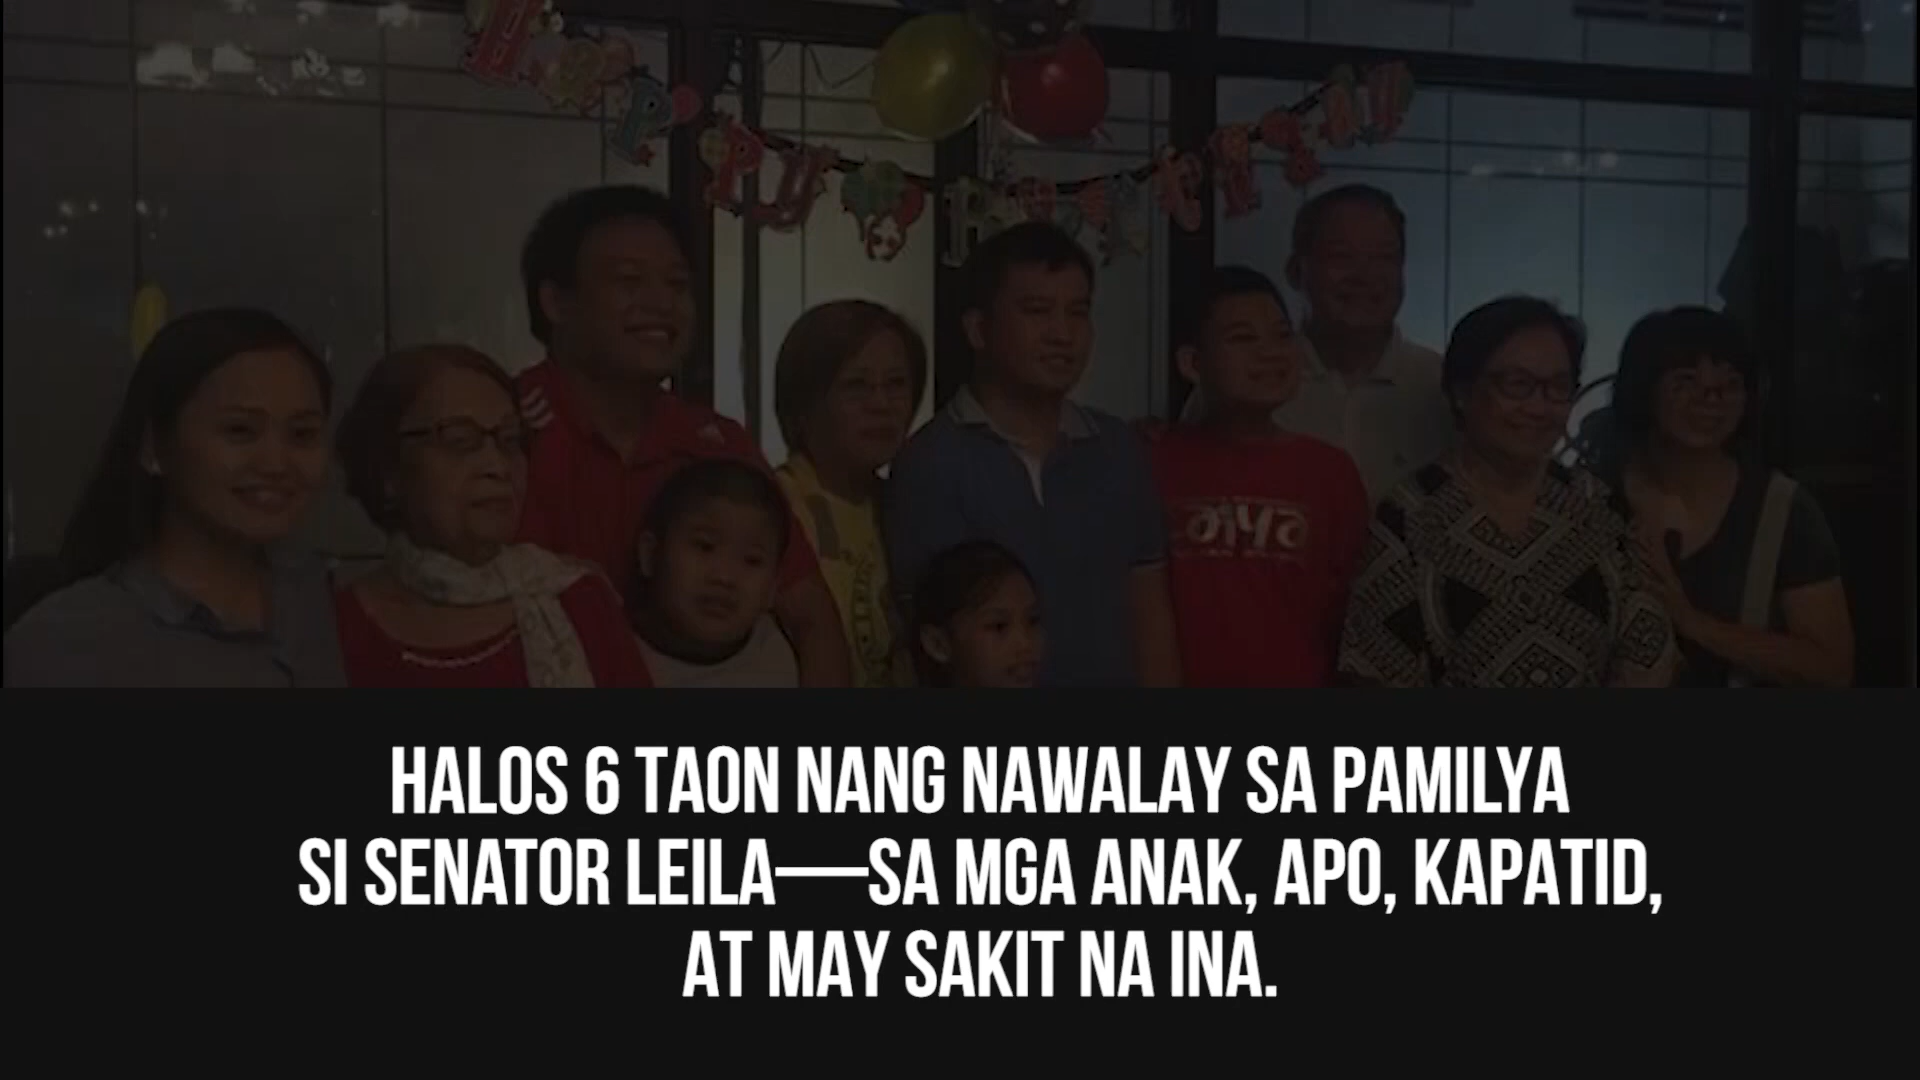 HALOS 6 TAON NANG NAWALAY SA PAMILYA
SI SENATOR LEILA—SA MGA ANAK, APO, KAPATID,
AT MAY SAKIT NA INA.